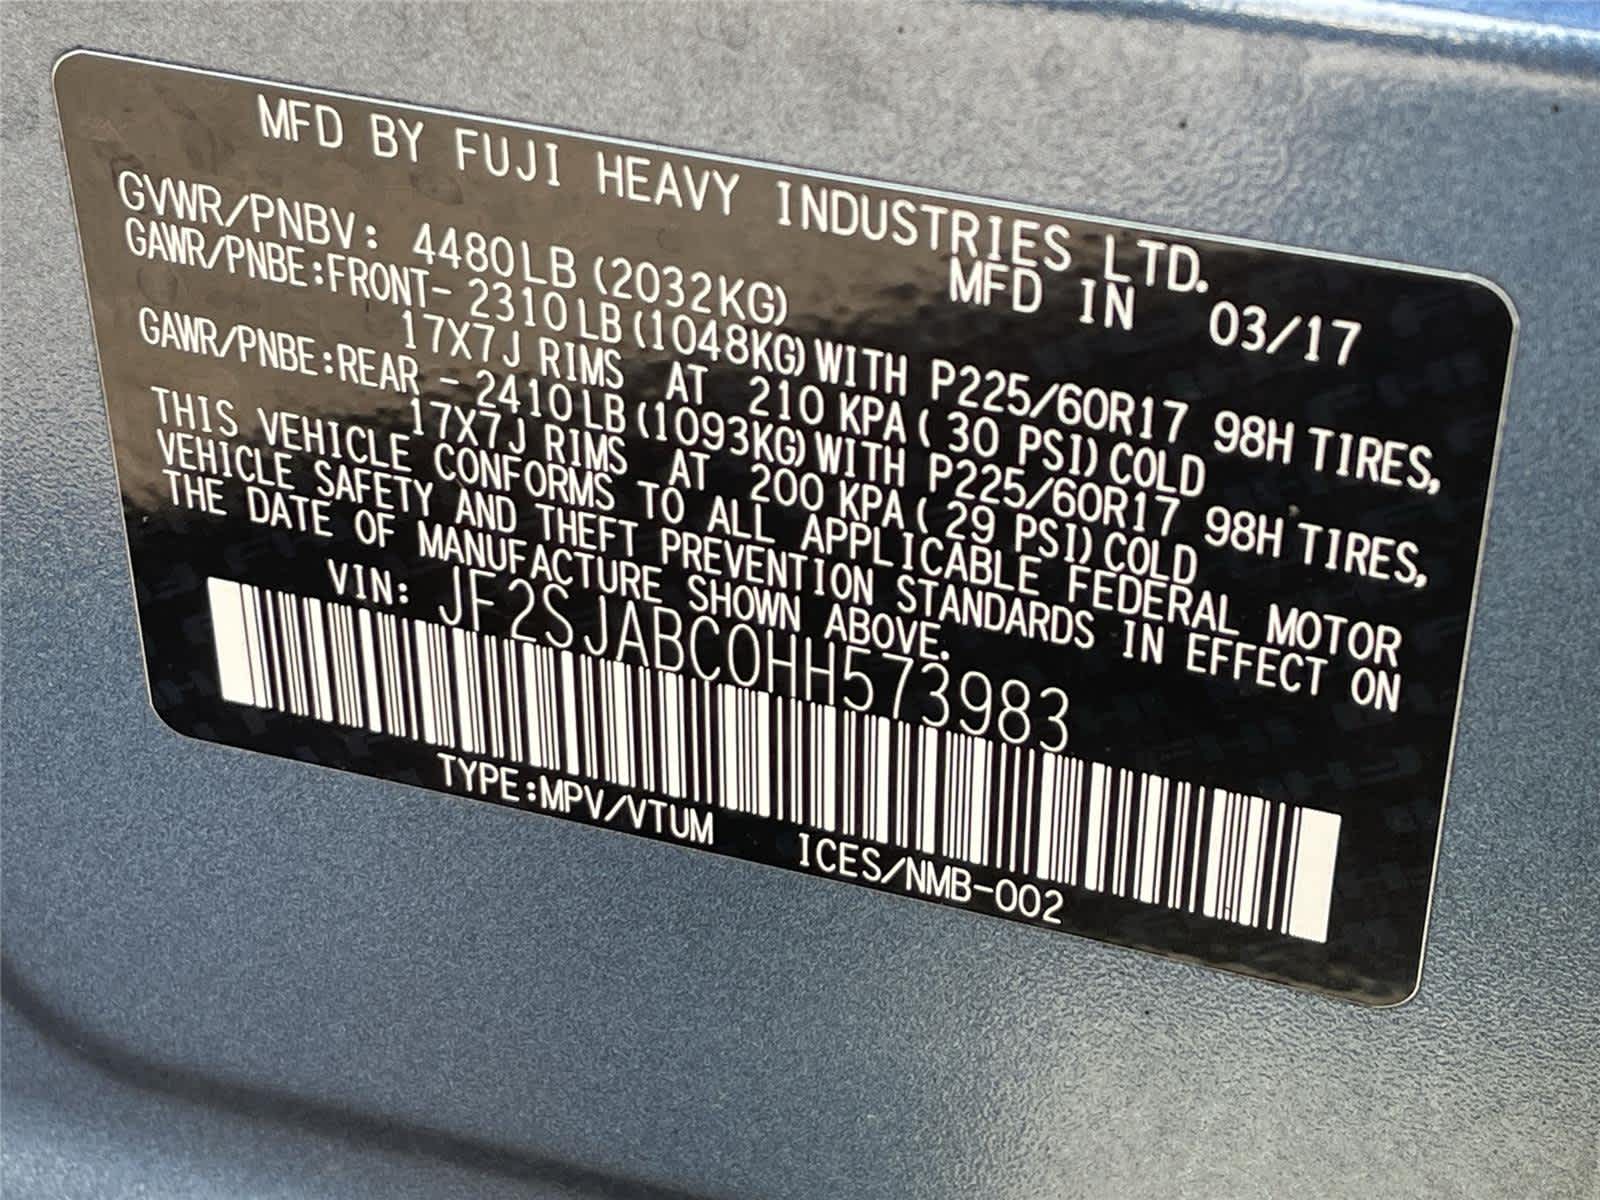 MFD BY FUJI HEAVY INDUSTRIES LTD.
MFD IN 03/17
GVWR/PNBV: 4480LB (2032KG)
GAWR/PNBE:FRONT- 2310LB(1048KG)WITH P225/60R17 98H TIRES,
17X7J RIMS AT 210 KPA( 30 PSI)COLD
GAWR/PNBE:REAR - 2410LB(1093KG)WITH P225/60R17 98H TIRES,
17X7J RIMS AT 200 KPA( 29 PSI)COLD
THIS VEHICLE CONFORMS TO ALL APPLICABLE FEDERAL MOTOR
VEHICLE SAFETY AND THEFT PREVENTION STANDARDS IN EFFECT ON
THE DATE OF MANUFACTURE SHOWN ABOVE.
VIN: JF2SJABC0HH573983
TYPE:MPV/VTUM ICES/NMB-002